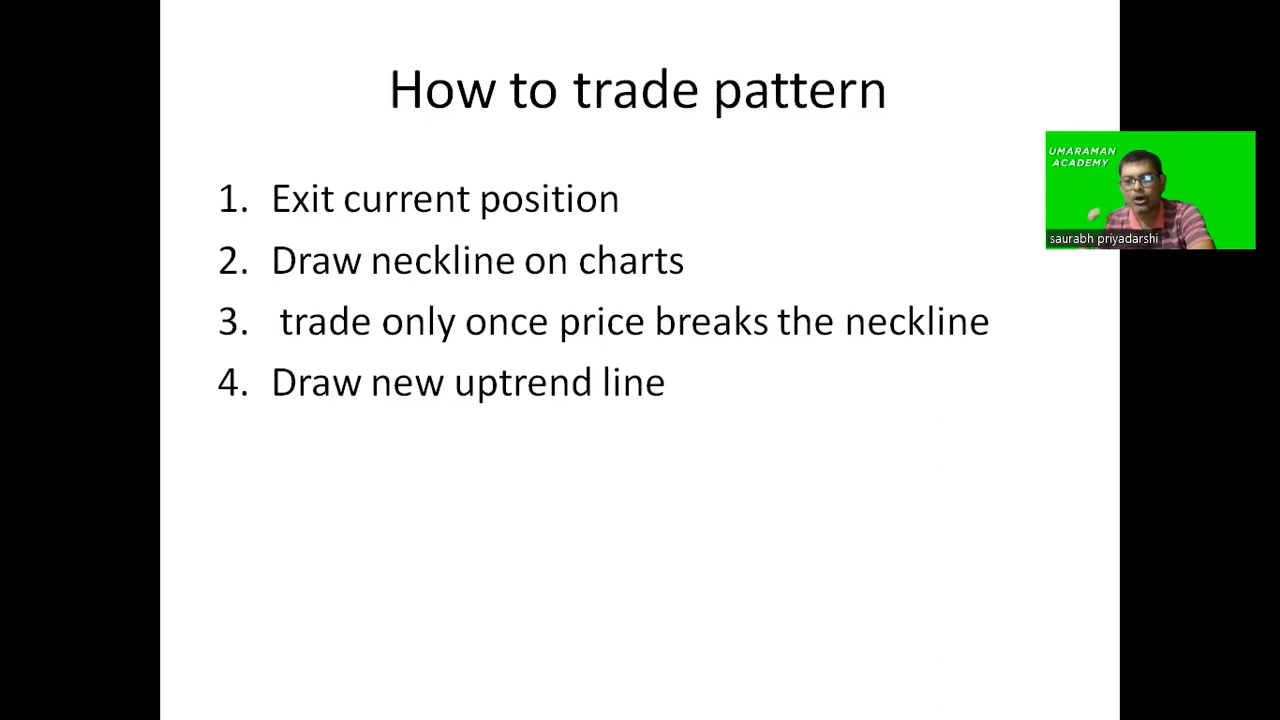 How to trade pattern
1. Exit current position
2. Draw neckline on charts
3. trade only once price breaks the neckline
4. Draw new uptrend line
UMARAMAN
ACADEMY
saurabh priyadarshi